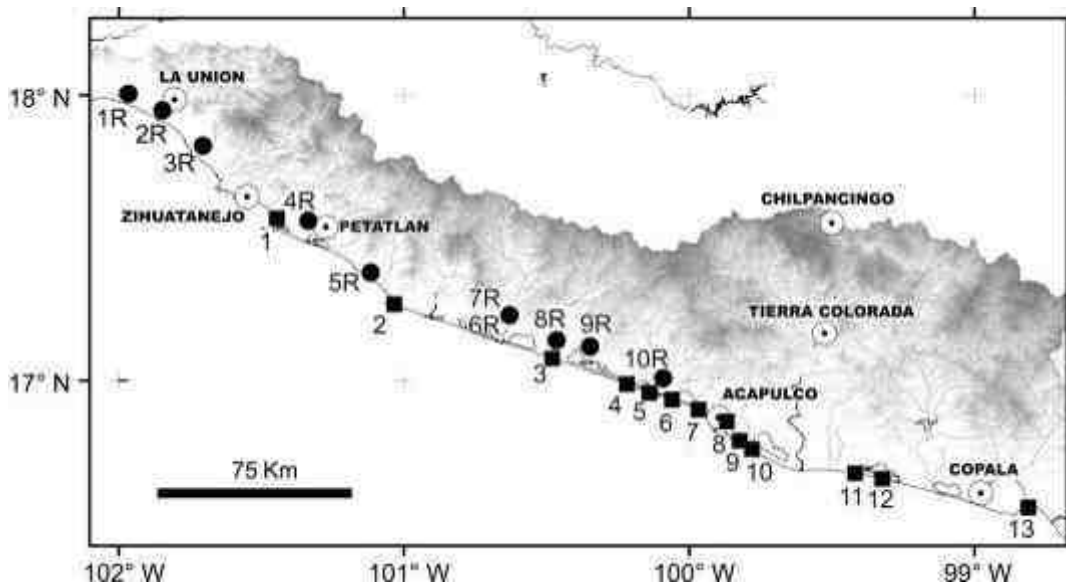 18° N
LA UNION
1R
2R
3R
ZIHUATANEJO
4R
PETATLAN
1
CHILPANCINGO
5R
2
7R
6R
8R
9R
TIERRA COLORADA
17° N
3
10R
4
5
6
7
ACAPULCO
8
9
10
75 Km
11
12
COPALA
13
102° W
101° W
100° W
99° W